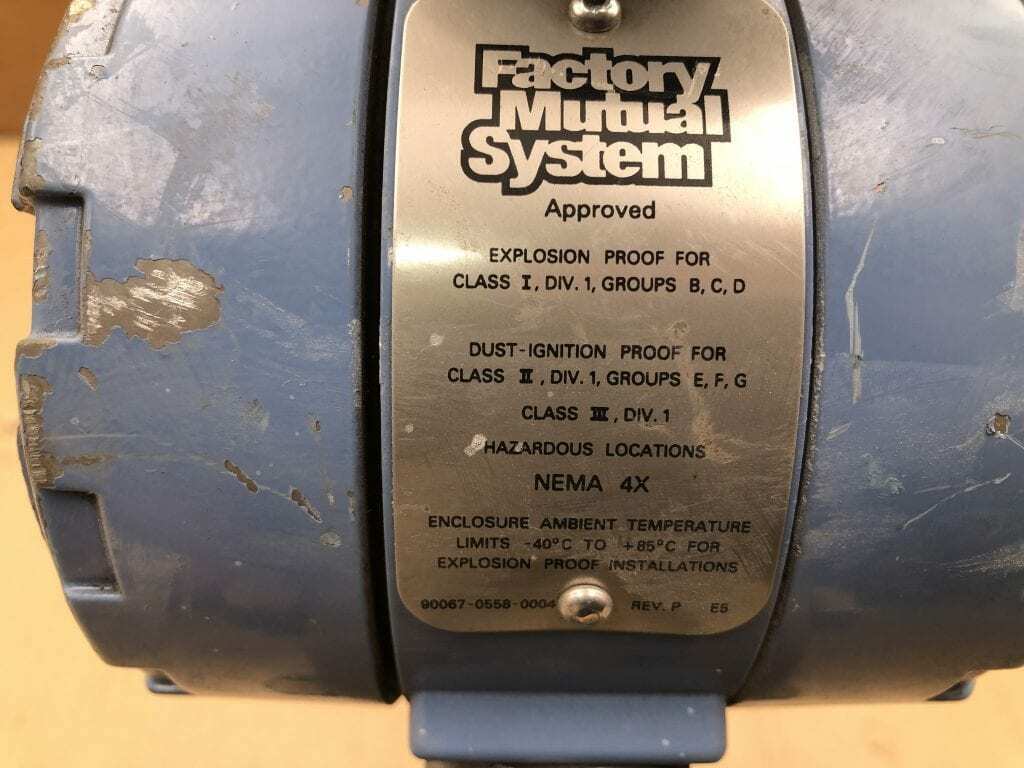 Factory
Mutual
System
Approved
EXPLOSION PROOF FOR
CLASS I, DIV. 1, GROUPS B, C, D
DUST-IGNITION PROOF FOR
CLASS II, DIV. 1, GROUPS E, F, G
CLASS III, DIV. 1
HAZARDOUS LOCATIONS
NEMA 4X
ENCLOSURE AMBIENT TEMPERATURE
LIMITS -40°C TO +85°C FOR
EXPLOSION PROOF INSTALLATIONS
90067-0558-0004 REV. P E5